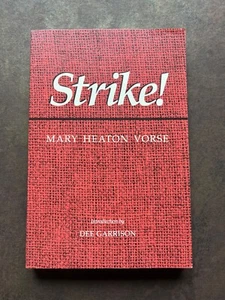 Strike!
MARY HEATON VORSE
Introduction by
DEE GARRISON